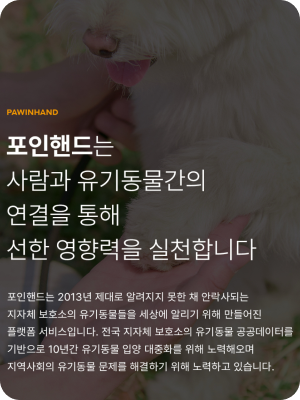 PAWINHAND
포인핸드는
사람과 유기동물간의
연결을 통해
선한 영향력을 실천합니다
포인핸드는 2013년 제대로 알려지지 못한 채 안락사되는
지자체 보호소의 유기동물들을 세상에 알리기 위해 만들어진
플랫폼 서비스입니다. 전국 지자체 보호소의 유기동물 공공데이터를
기반으로 10년간 유기동물 입양 대중화를 위해 노력해오며
지역사회의 유기동물 문제를 해결하기 위해 노력하고 있습니다.